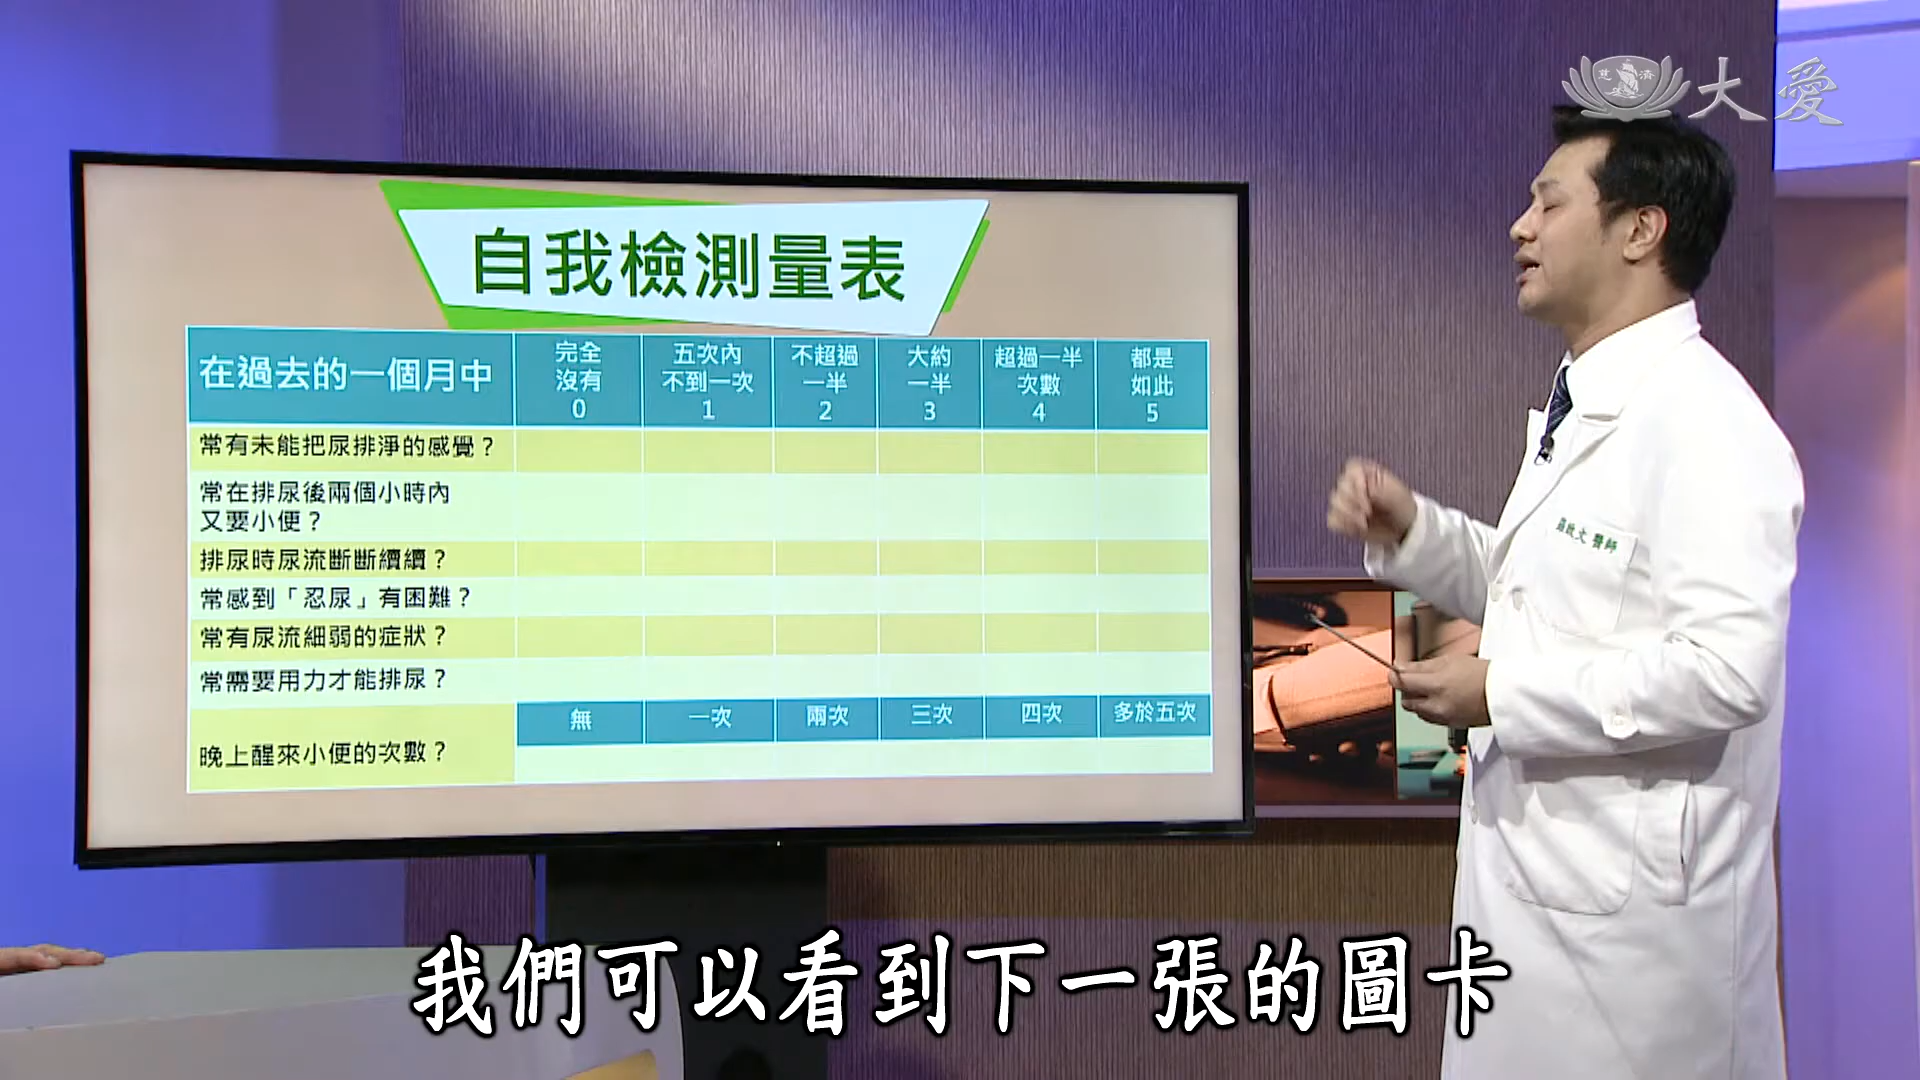 慈濟
大愛
自我檢測量表
在過去的一個月中
完全沒有 0
五次內不到一次 1
不超過一半 2
大約一半 3
超過一半次數 4
都是如此 5
常有未能把尿排淨的感覺？
常在排尿後兩個小時內
又要小便？
排尿時尿流斷斷續續？
常感到「忍尿」有困難？
常有尿流細弱的症狀？
常需要用力才能排尿？
無 一次 兩次 三次 四次 多於五次
晚上醒來小便的次數？
文 醫師
我們可以看到下一張的圖卡